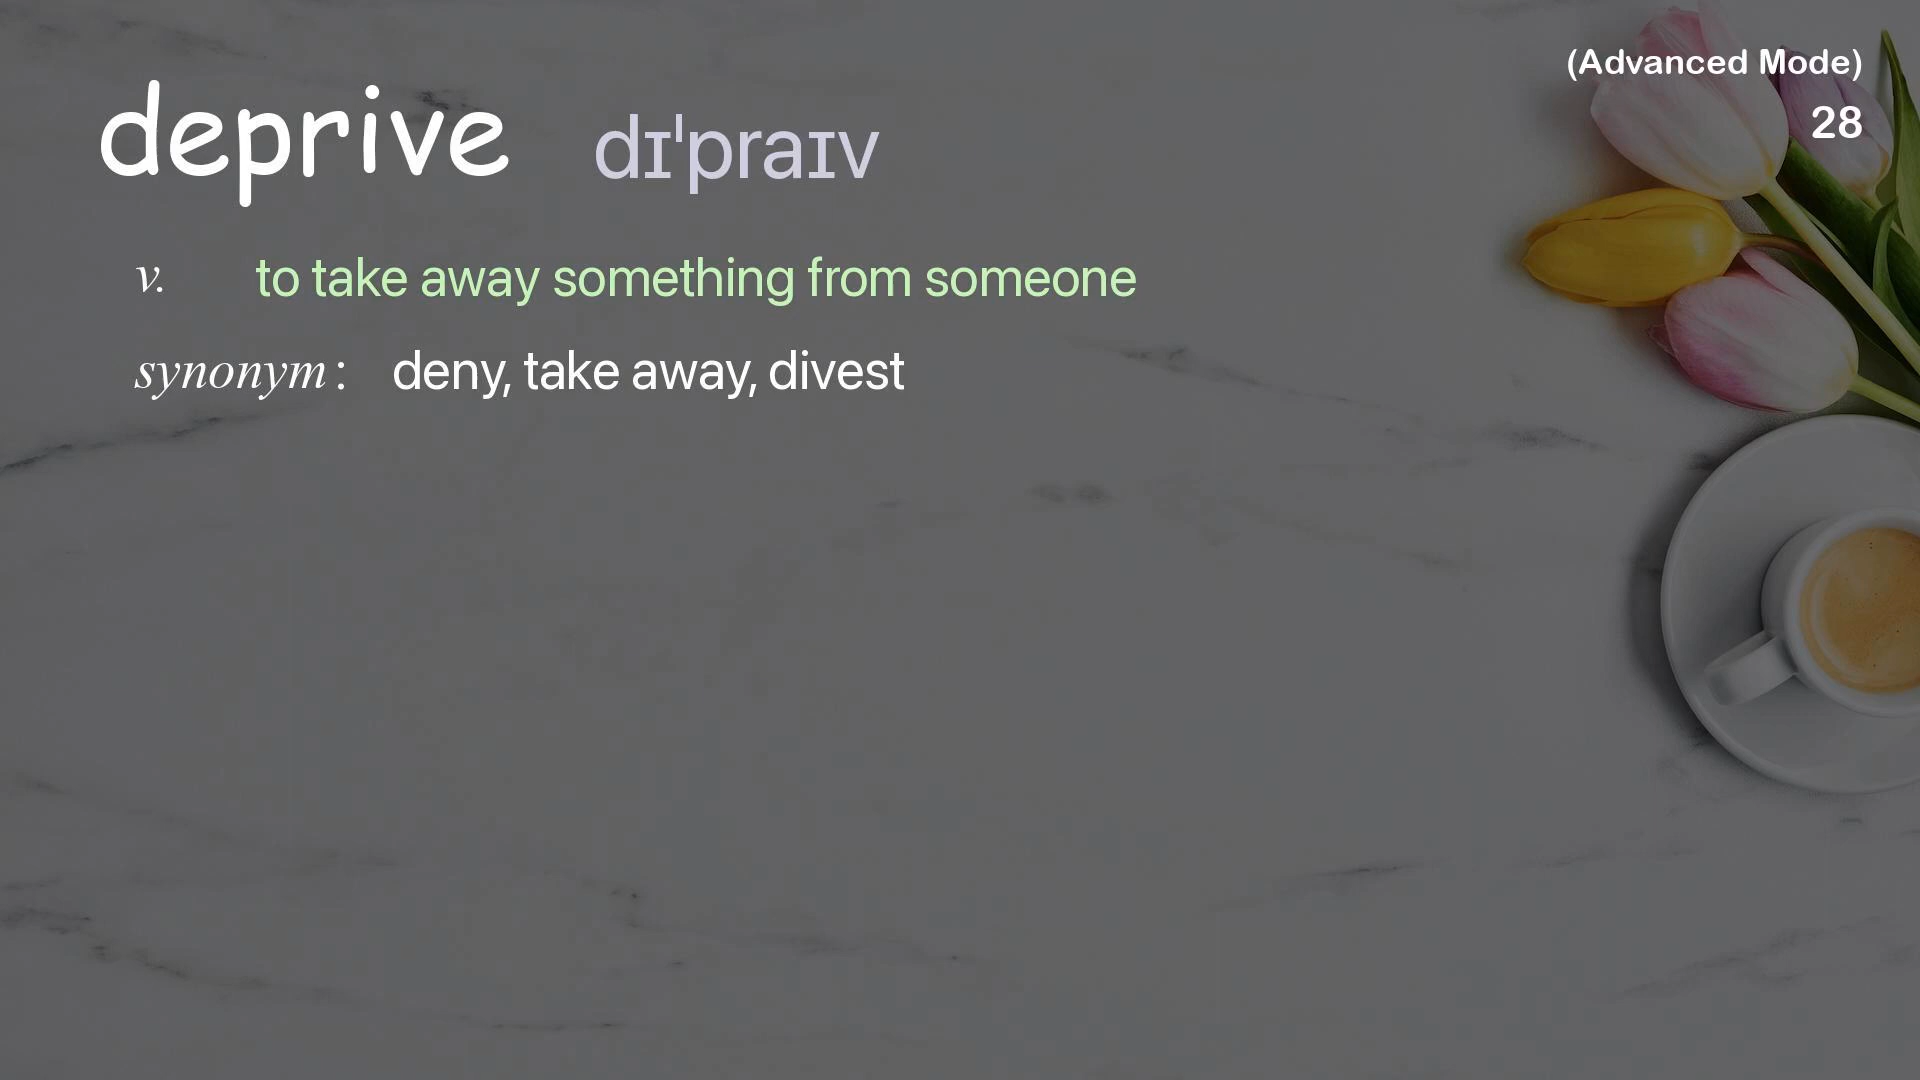 (Advanced Mode)
28
deprive dɪˈpraɪv
v. to take away something from someone
synonym : deny, take away, divest